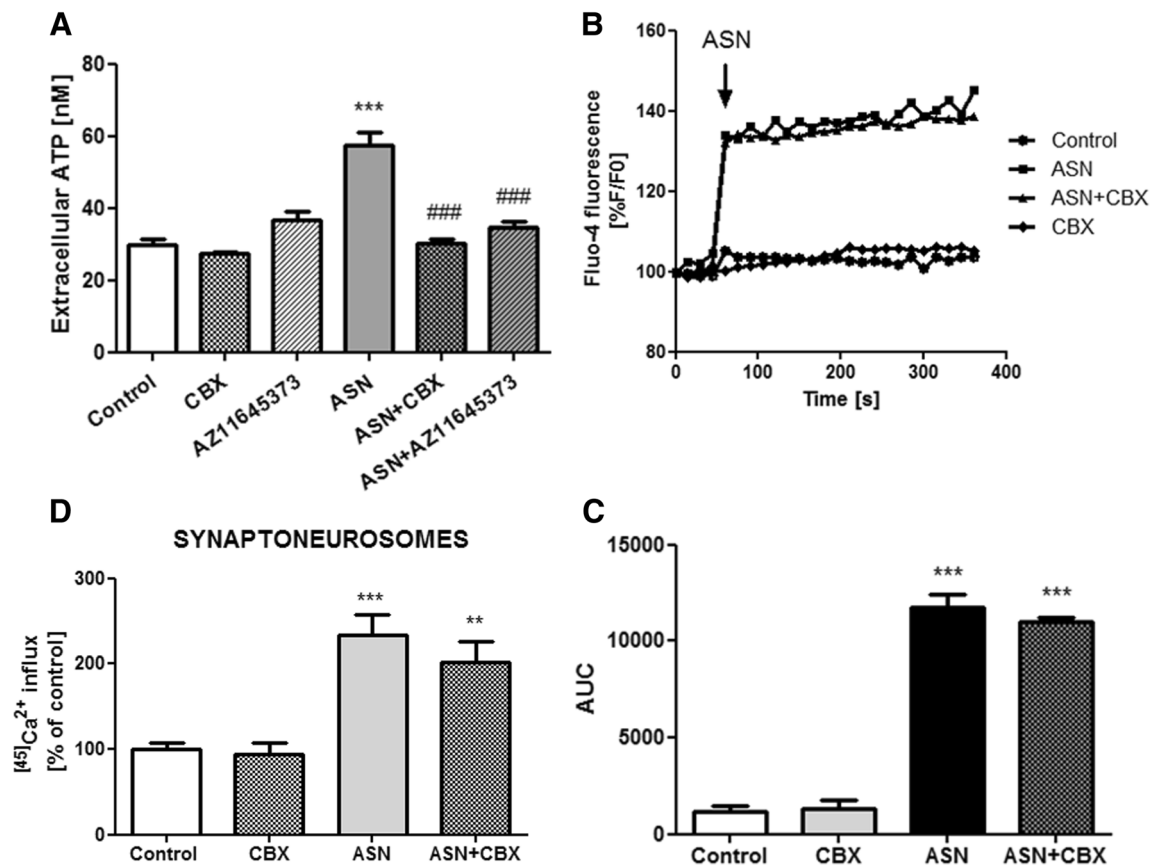 A
Extracellular ATP [nM]
80
60
40
20
0
***
###
###
Control
CBX
AZ11645373
ASN
ASN+CBX
ASN+AZ11645373
B
Fluo-4 fluorescence
[%F/F0]
160
140
120
100
80
ASN
0
100
200
300
400
Time [s]
Control
ASN
ASN+CBX
CBX
D
SYNAPTONEUROSOMES
[45]Ca2+ influx
[% of control]
300
200
100
0
***
**
Control
CBX
ASN
ASN+CBX
C
AUC
15000
10000
5000
0
***
***
Control
CBX
ASN
ASN+CBX